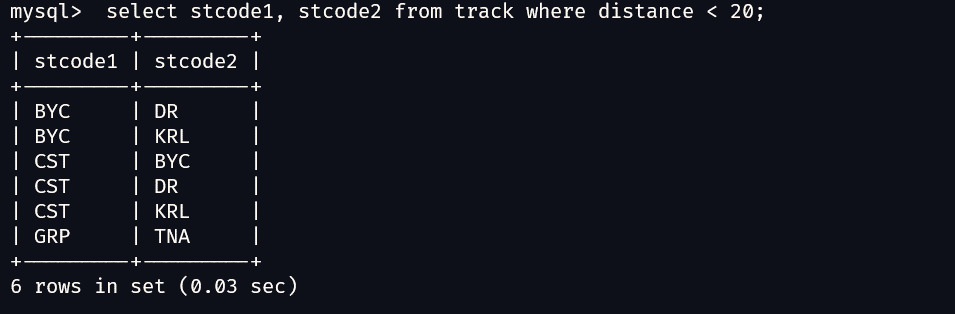 mysql>  select stcode1, stcode2 from track where distance < 20;
+---------+---------+
| stcode1 | stcode2 |
+---------+---------+
| BYC     | DR      |
| BYC     | KRL     |
| CST     | BYC     |
| CST     | DR      |
| CST     | KRL     |
| GRP     | TNA     |
+---------+---------+
6 rows in set (0.03 sec)